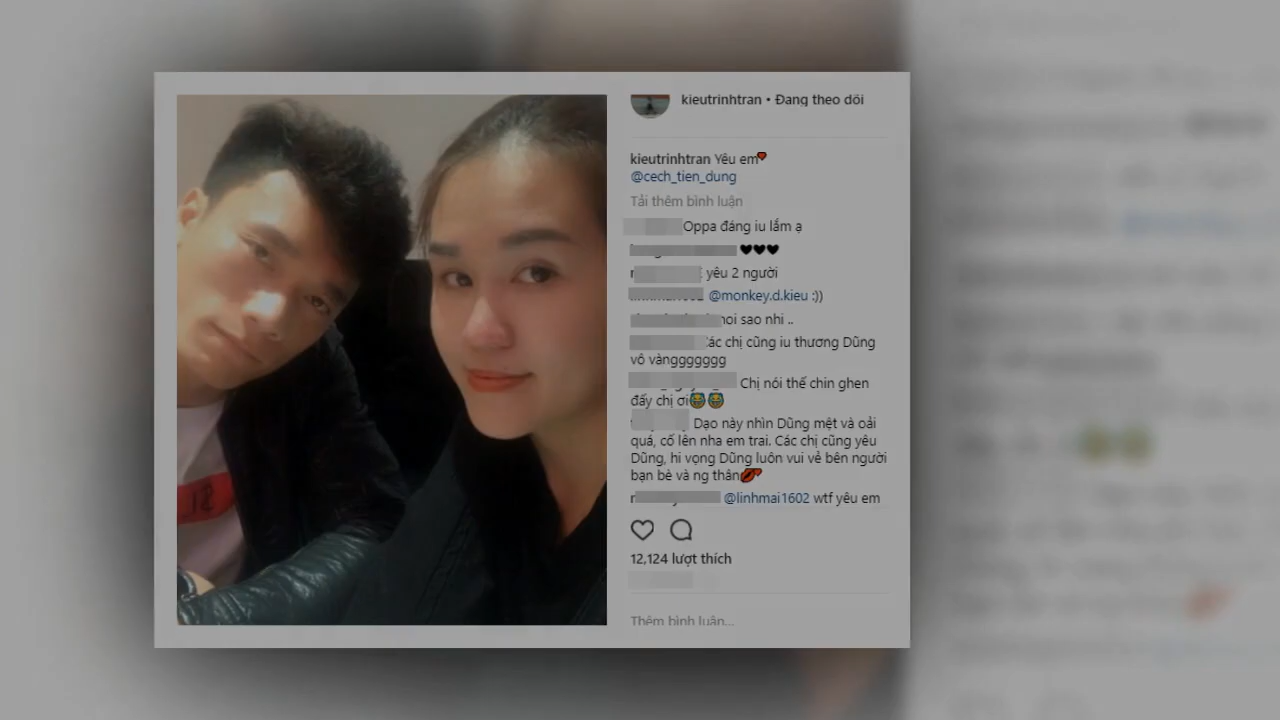 kieutrinhtran • Đang theo dõi
kieutrinhtran Yêu em
@cech_tien_dung
Tải thêm bình luận
Oppa đáng iu lắm ạ
yêu 2 người
@monkey.d.kieu :))
noi sao nhi ..
Các chị cũng iu thương Dũng
vô vàngggggggg
Chị nói thế chin ghen
đấy chị ơi
Dạo này nhìn Dũng mệt và oải
quá, cố lên nha em trai. Các chị cũng yêu
Dũng, hi vọng Dũng luôn vui vẻ bên người
bạn bè và ng thân
@linhmai1602 wtf yêu em
12,124 lượt thích
Thêm bình luận...
12